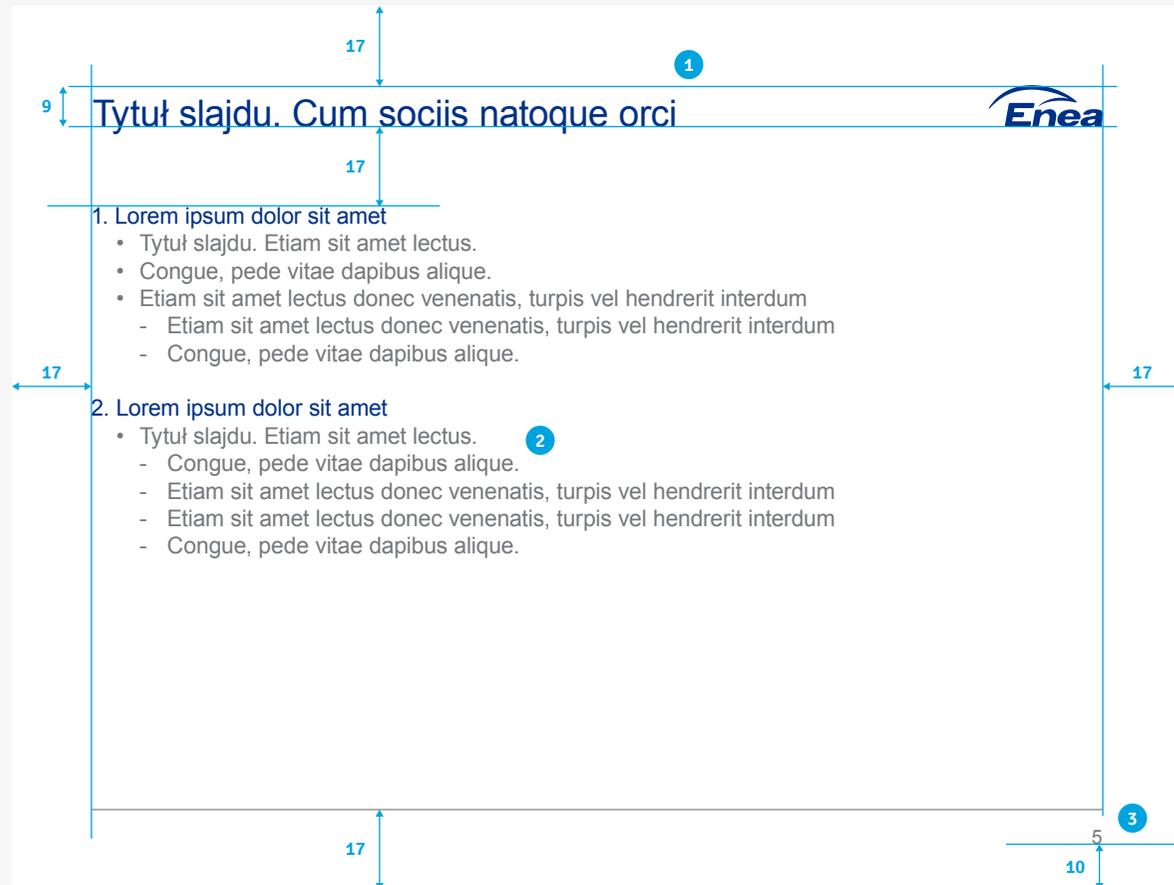 17
1
9
Tytuł slajdu. Cum sociis natoque orci
Enea
17
1. Lorem ipsum dolor sit amet
• Tytuł slajdu. Etiam sit amet lectus.
• Congue, pede vitae dapibus alique.
• Etiam sit amet lectus donec venenatis, turpis vel hendrerit interdum
- Etiam sit amet lectus donec venenatis, turpis vel hendrerit interdum
- Congue, pede vitae dapibus alique.
17
17
2. Lorem ipsum dolor sit amet
• Tytuł slajdu. Etiam sit amet lectus.
2
- Congue, pede vitae dapibus alique.
- Etiam sit amet lectus donec venenatis, turpis vel hendrerit interdum
- Etiam sit amet lectus donec venenatis, turpis vel hendrerit interdum
- Congue, pede vitae dapibus alique.
3
5
17
10